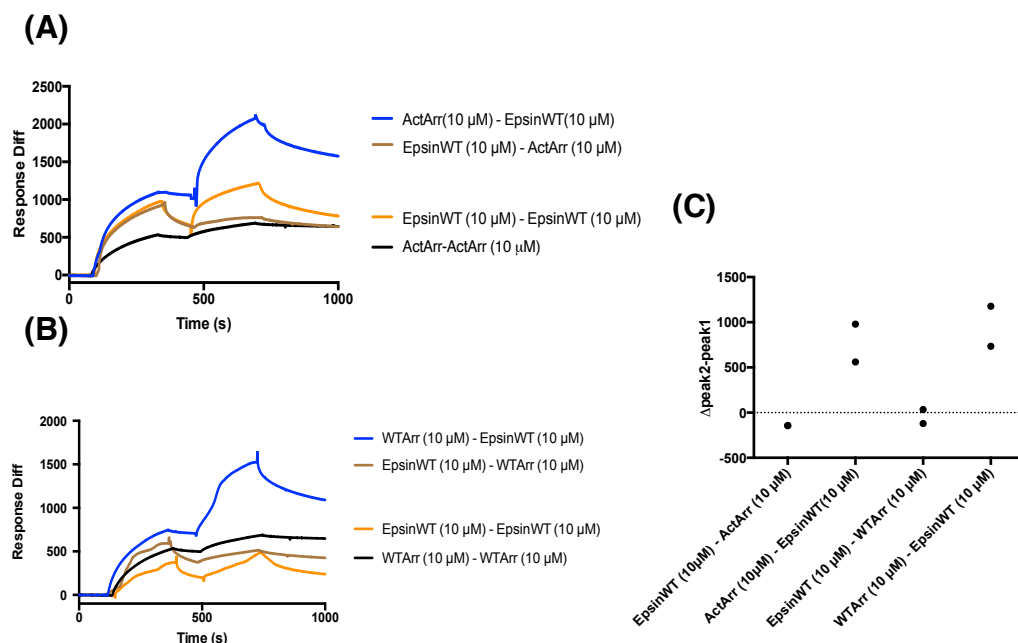 (A)
2500
2000
1500
1000
500
0
Response Diff
0
500
1000
Time (s)
ActArr(10 µM) - EpsinWT(10 µM)
EpsinWT (10 µM) - ActArr (10 µM)
EpsinWT (10 µM) - EpsinWT (10 µM)
ActArr-ActArr (10 µM)
(B)
2000
1500
1000
500
0
Response Diff
0
500
1000
Time (s)
WTArr (10 µM) - EpsinWT (10 µM)
EpsinWT (10 µM) - WTArr (10 µM)
EpsinWT (10 µM) - EpsinWT (10 µM)
WTArr (10 µM) - WTArr (10 µM)
(C)
1500
1000
500
0
-500
Δpeak2-peak1
EpsinWT (10µM) - ActArr (10 µM)
ActArr (10µM) - EpsinWT(10 µM)
EpsinWT (10 µM) - WTArr (10 µM)
WTArr (10 µM) - EpsinWT (10 µM)